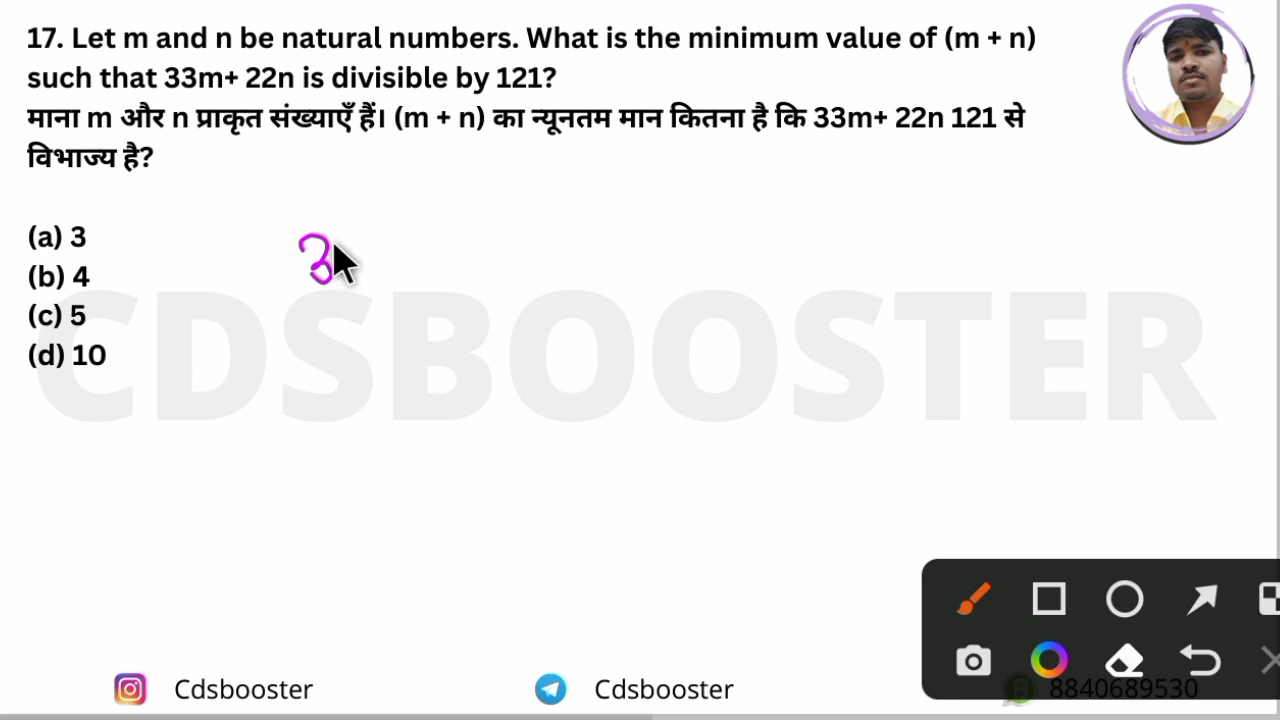 17. Let m and n be natural numbers. What is the minimum value of (m + n)
such that 33m+ 22n is divisible by 121?
माना m और n प्राकृत संख्याएँ हैं। (m + n) का न्यूनतम मान कितना है कि 33m+ 22n 121 से
विभाज्य है?
(a) 3
(b) 4
(c) 5
(d) 10
3
CDSBOOSTER
Cdsbooster
Cdsbooster
8840689530